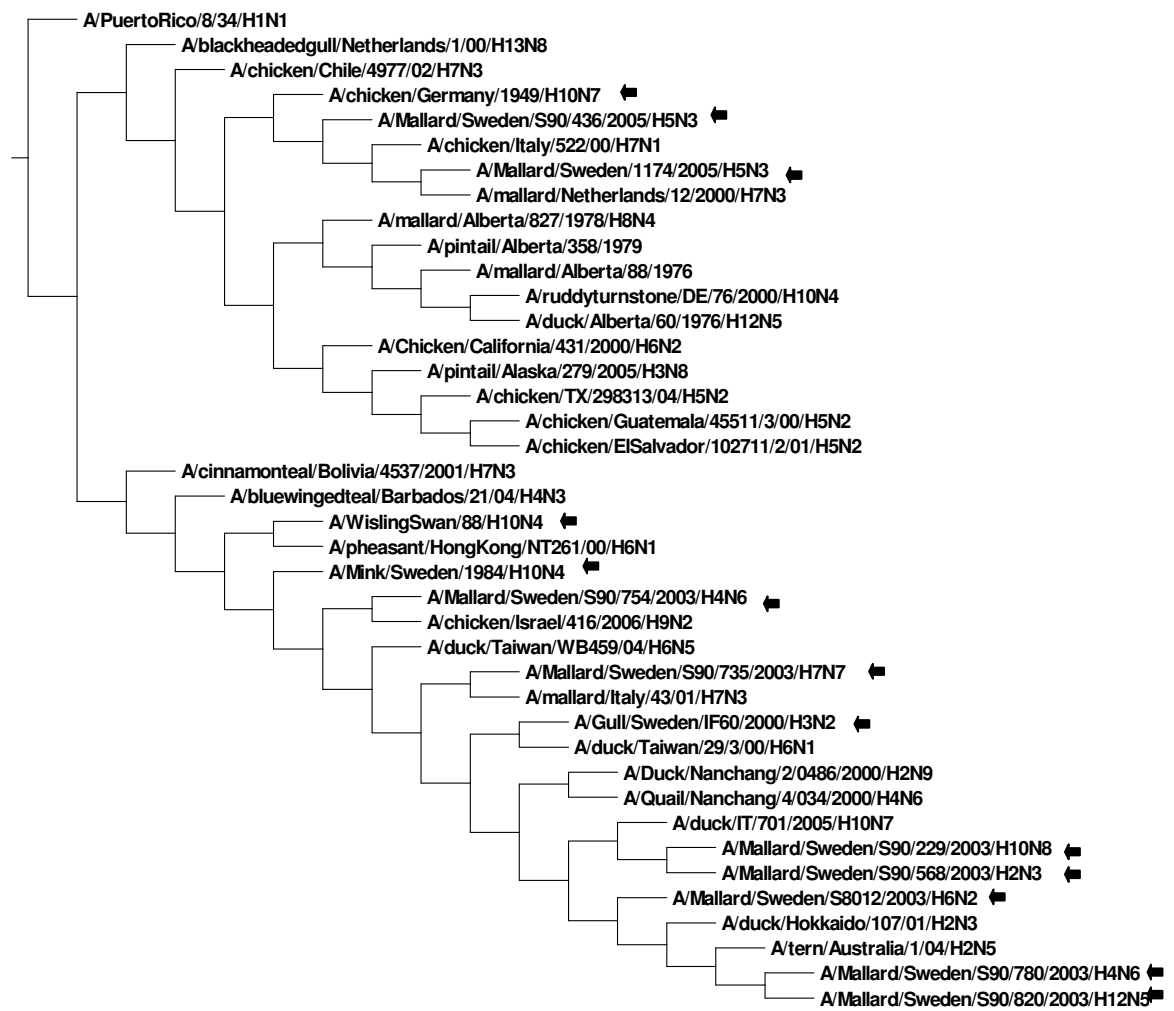 A/PuertoRico/8/34/H1N1
A/blackheadedgull/Netherlands/1/00/H13N8
A/chicken/Chile/4977/02/H7N3
A/chicken/Germany/1949/H10N7
A/Mallard/Sweden/S90/436/2005/H5N3
A/chicken/Italy/522/00/H7N1
A/Mallard/Sweden/1174/2005/H5N3
A/mallard/Netherlands/12/2000/H7N3
A/mallard/Alberta/827/1978/H8N4
A/pintail/Alberta/358/1979
A/mallard/Alberta/88/1976
A/ruddyturnstone/DE/76/2000/H10N4
A/duck/Alberta/60/1976/H12N5
A/Chicken/California/431/2000/H6N2
A/pintail/Alaska/279/2005/H3N8
A/chicken/TX/298313/04/H5N2
A/chicken/Guatemala/45511/3/00/H5N2
A/chicken/ElSalvador/102711/2/01/H5N2
A/cinnamonteal/Bolivia/4537/2001/H7N3
A/bluewingedteal/Barbados/21/04/H4N3
A/WislingSwan/88/H10N4
A/pheasant/HongKong/NT261/00/H6N1
A/Mink/Sweden/1984/H10N4
A/Mallard/Sweden/S90/754/2003/H4N6
A/chicken/Israel/416/2006/H9N2
A/duck/Taiwan/WB459/04/H6N5
A/Mallard/Sweden/S90/735/2003/H7N7
A/mallard/Italy/43/01/H7N3
A/Gull/Sweden/IF60/2000/H3N2
A/duck/Taiwan/29/3/00/H6N1
A/Duck/Nanchang/2/0486/2000/H2N9
A/Quail/Nanchang/4/034/2000/H4N6
A/duck/IT/701/2005/H10N7
A/Mallard/Sweden/S90/229/2003/H10N8
A/Mallard/Sweden/S90/568/2003/H2N3
A/Mallard/Sweden/S8012/2003/H6N2
A/duck/Hokkaido/107/01/H2N3
A/tern/Australia/1/04/H2N5
A/Mallard/Sweden/S90/780/2003/H4N6
A/Mallard/Sweden/S90/820/2003/H12N5